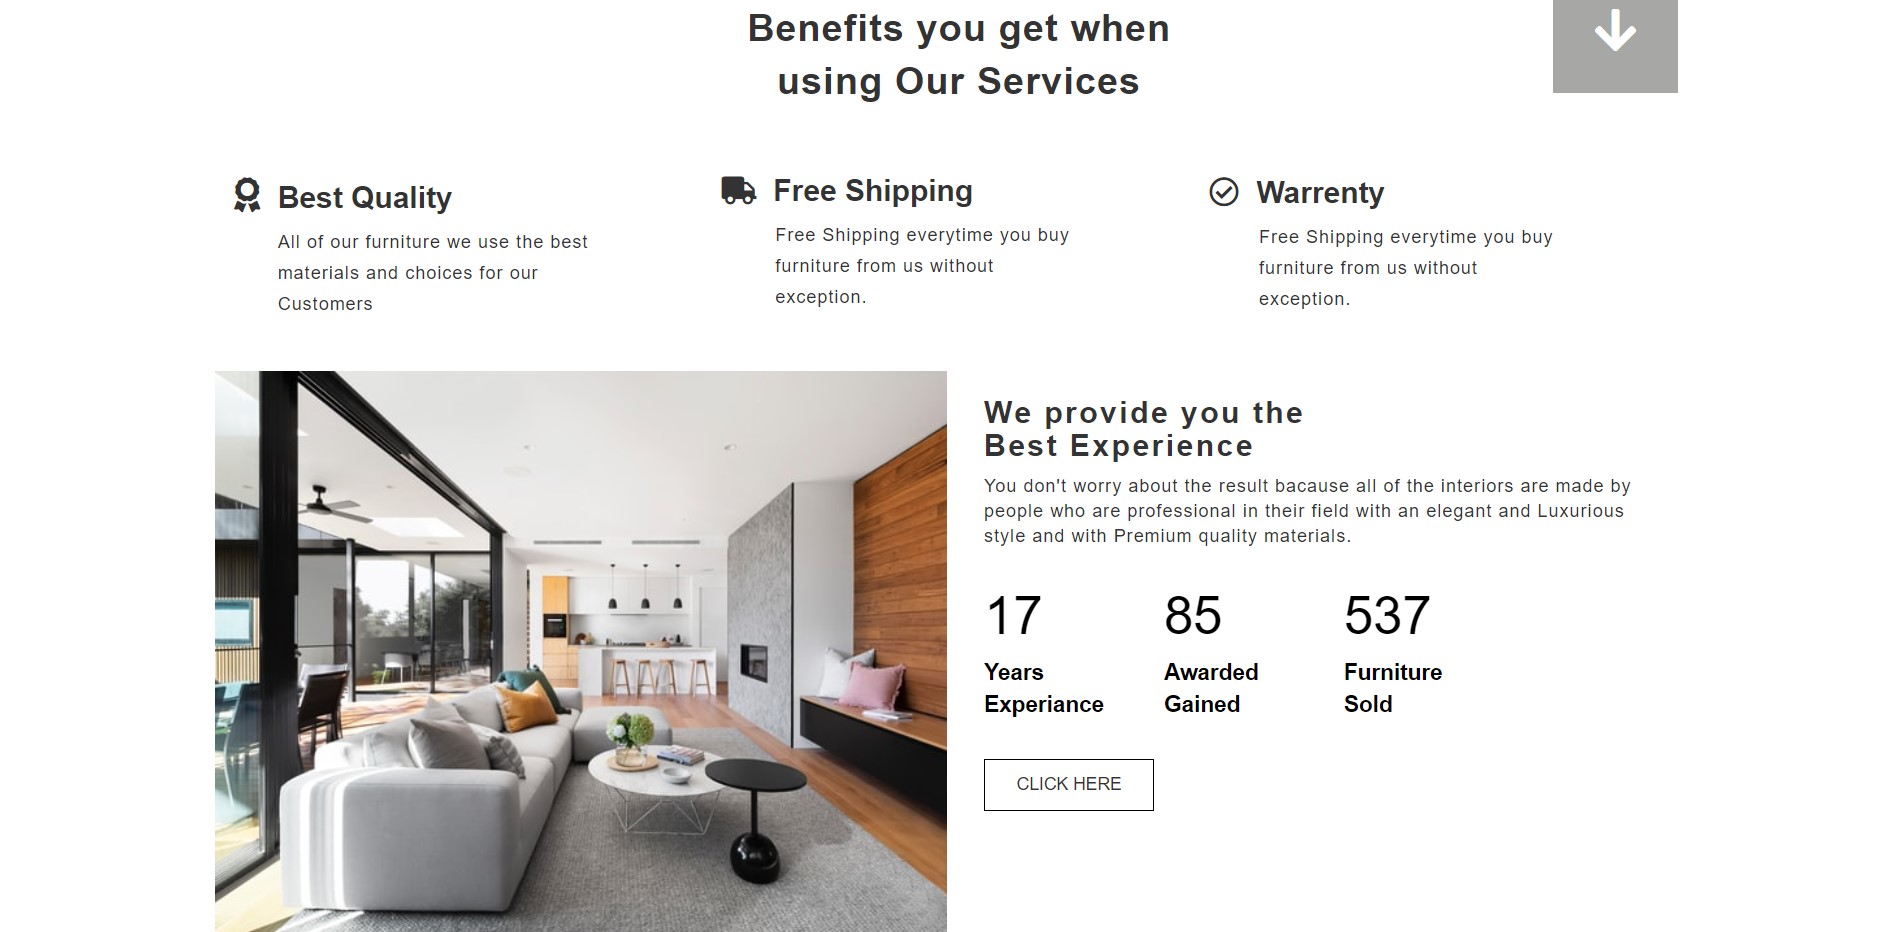 Benefits you get when
using Our Services
Best Quality
All of our furniture we use the best
materials and choices for our
Customers
Free Shipping
Free Shipping everytime you buy
furniture from us without
exception.
Warrenty
Free Shipping everytime you buy
furniture from us without
exception.
We provide you the
Best Experience
You don't worry about the result bacause all of the interiors are made by
people who are professional in their field with an elegant and Luxurious
style and with Premium quality materials.
17
Years
Experiance
85
Awarded
Gained
537
Furniture
Sold
CLICK HERE